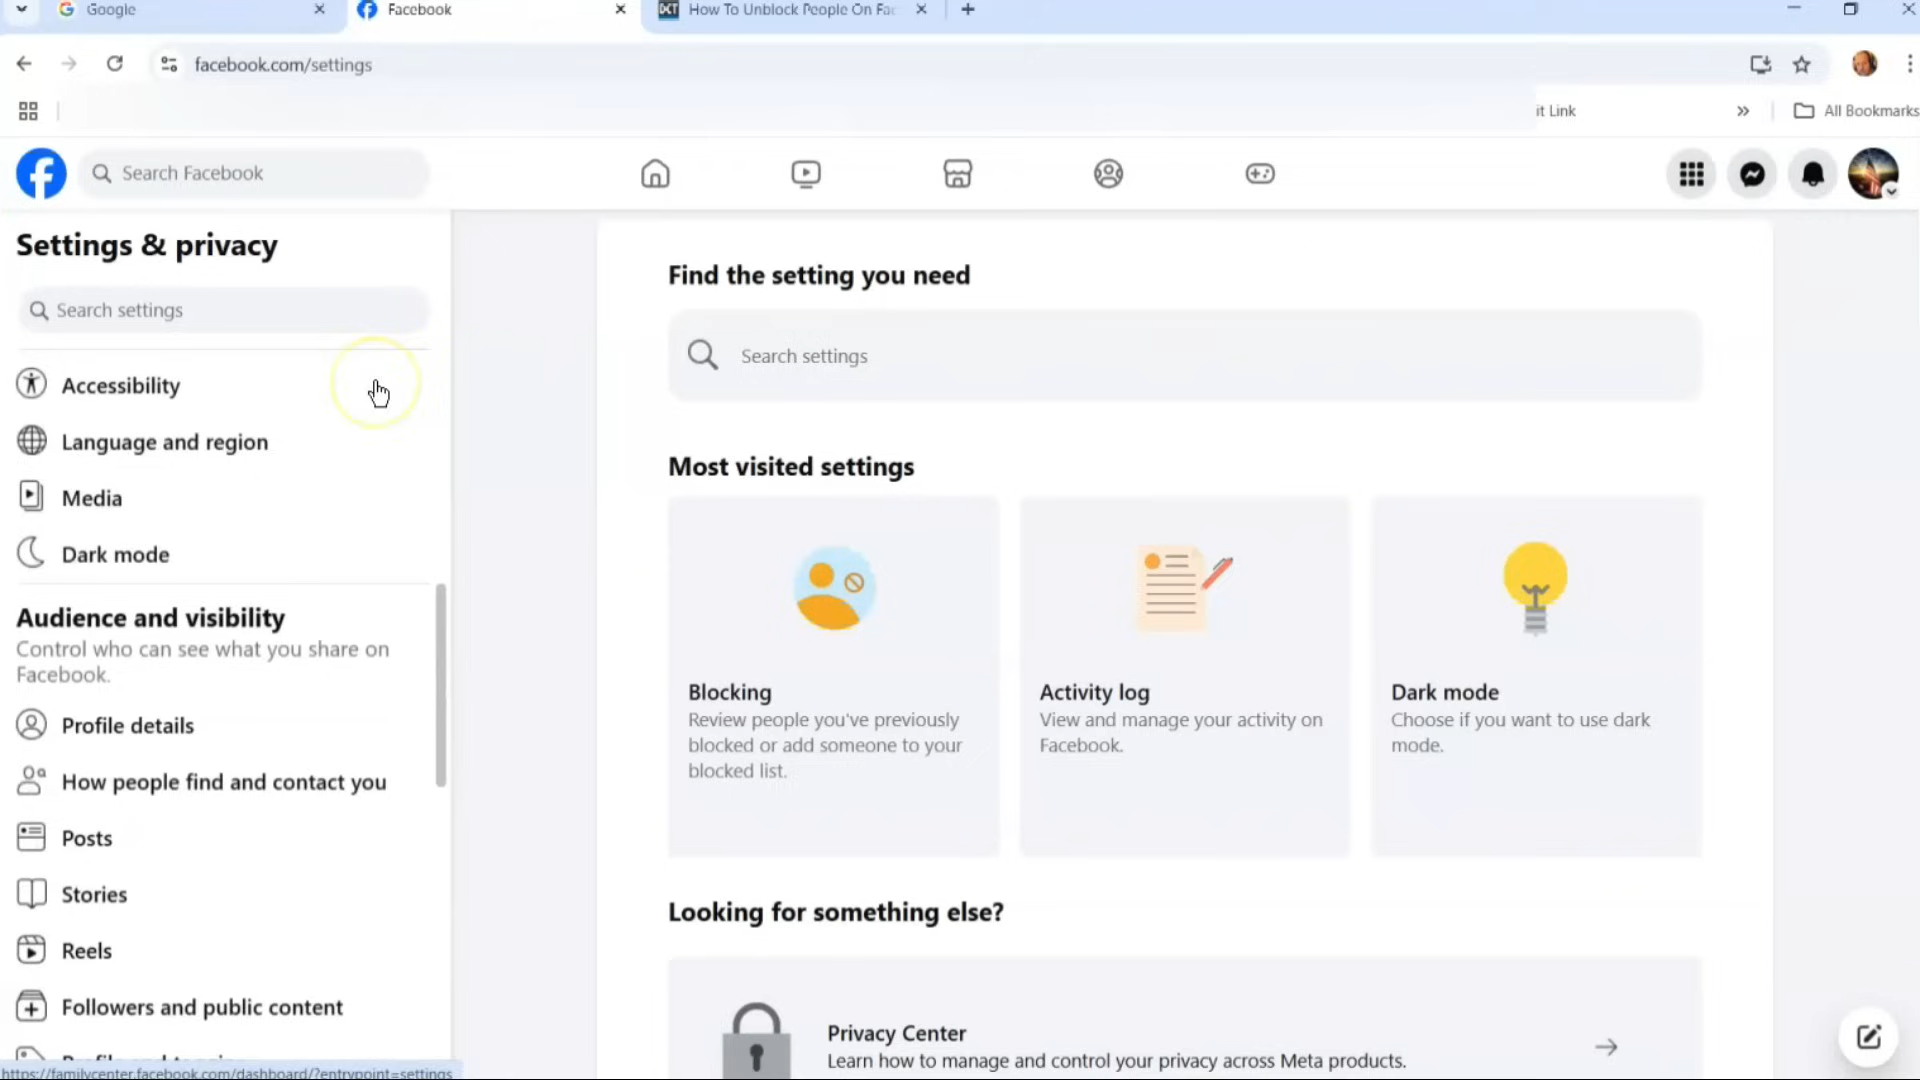 Google
Facebook
How To Unblock People On Fac
facebook.com/settings
it Link
All Bookmarks
Search Facebook
Settings & privacy
Search settings
Accessibility
Language and region
Media
Dark mode
Audience and visibility
Control who can see what you share on
Facebook.
Profile details
How people find and contact you
Posts
Stories
Reels
Followers and public content
Profile and tagging
https://familycenter.facebook.com/dashboard/?entrypoint=settings
Find the setting you need
Search settings
Most visited settings
Blocking
Review people you've previously
blocked or add someone to your
blocked list.
Activity log
View and manage your activity on
Facebook.
Dark mode
Choose if you want to use dark
mode.
Looking for something else?
Privacy Center
Learn how to manage and control your privacy across Meta products.